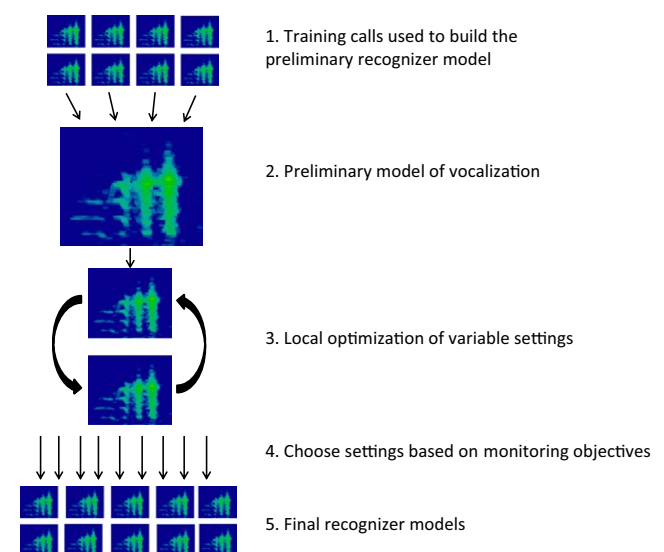 1. Training calls used to build the
preliminary recognizer model
2. Preliminary model of vocalization
3. Local optimization of variable settings
4. Choose settings based on monitoring objectives
5. Final recognizer models